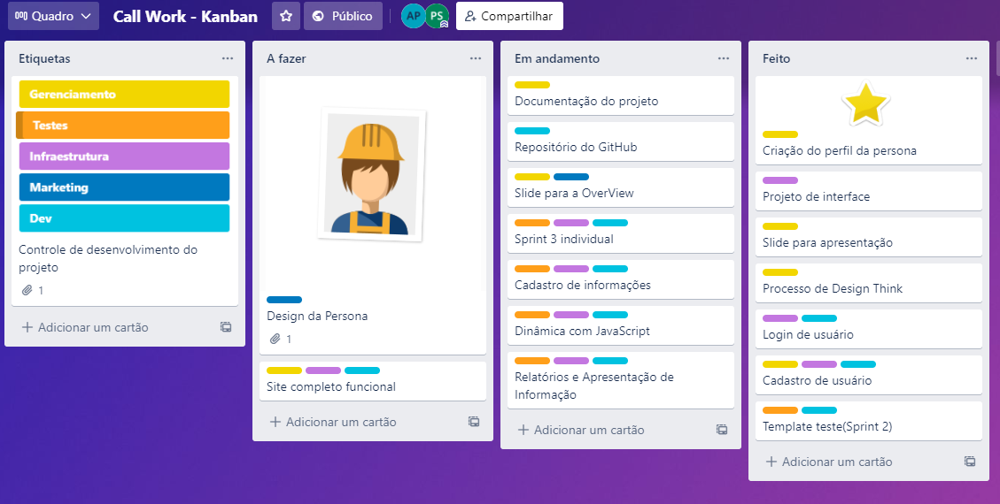 Quadro
Call Work - Kanban
Público
AP
PS
Compartilhar
Etiquetas
Gerenciamento
Testes
Infraestrutura
Marketing
Dev
Controle de desenvolvimento do
projeto
1
Adicionar um cartão
A fazer
Design da Persona
1
Site completo funcional
Adicionar um cartão
Em andamento
Documentação do projeto
Repositório do GitHub
Slide para a OverView
Sprint 3 individual
Cadastro de informações
Dinâmica com JavaScript
Relatórios e Apresentação de
Informação
Adicionar um cartão
Feito
Criação do perfil da persona
Projeto de interface
Slide para apresentação
Processo de Design Think
Login de usuário
Cadastro de usuário
Template teste(Sprint 2)
Adicionar um cartão